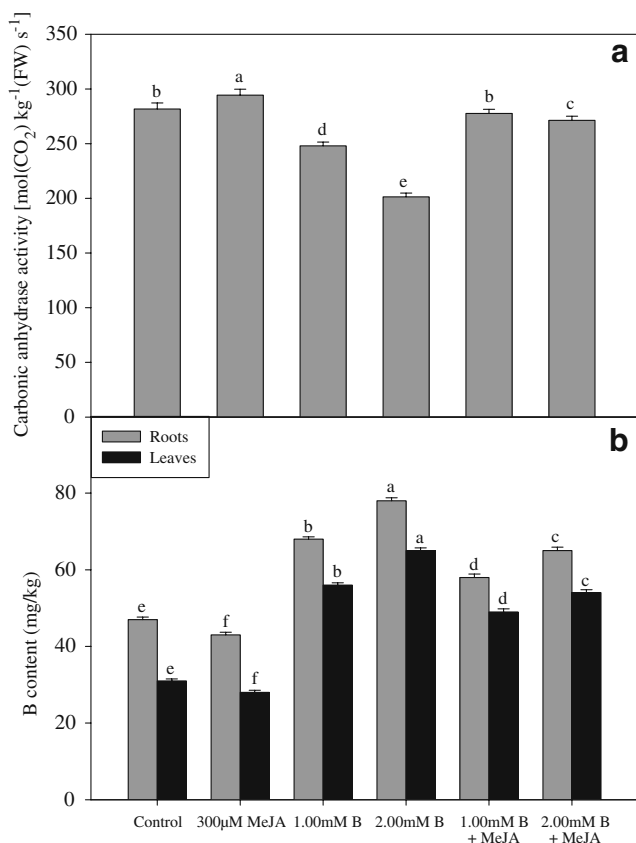 a
Carbonic anhydrase activity [mol(CO2) kg-1(FW) s-1]
350
300
250
200
150
100
50
0
b
a
d
e
b
c
b
Roots
Leaves
B content (mg/kg)
80
60
40
20
0
e
e
f
f
b
b
a
a
d
d
c
c
Control
300µM MeJA
1.00mM B
2.00mM B
1.00mM B
+ MeJA
2.00mM B
+ MeJA